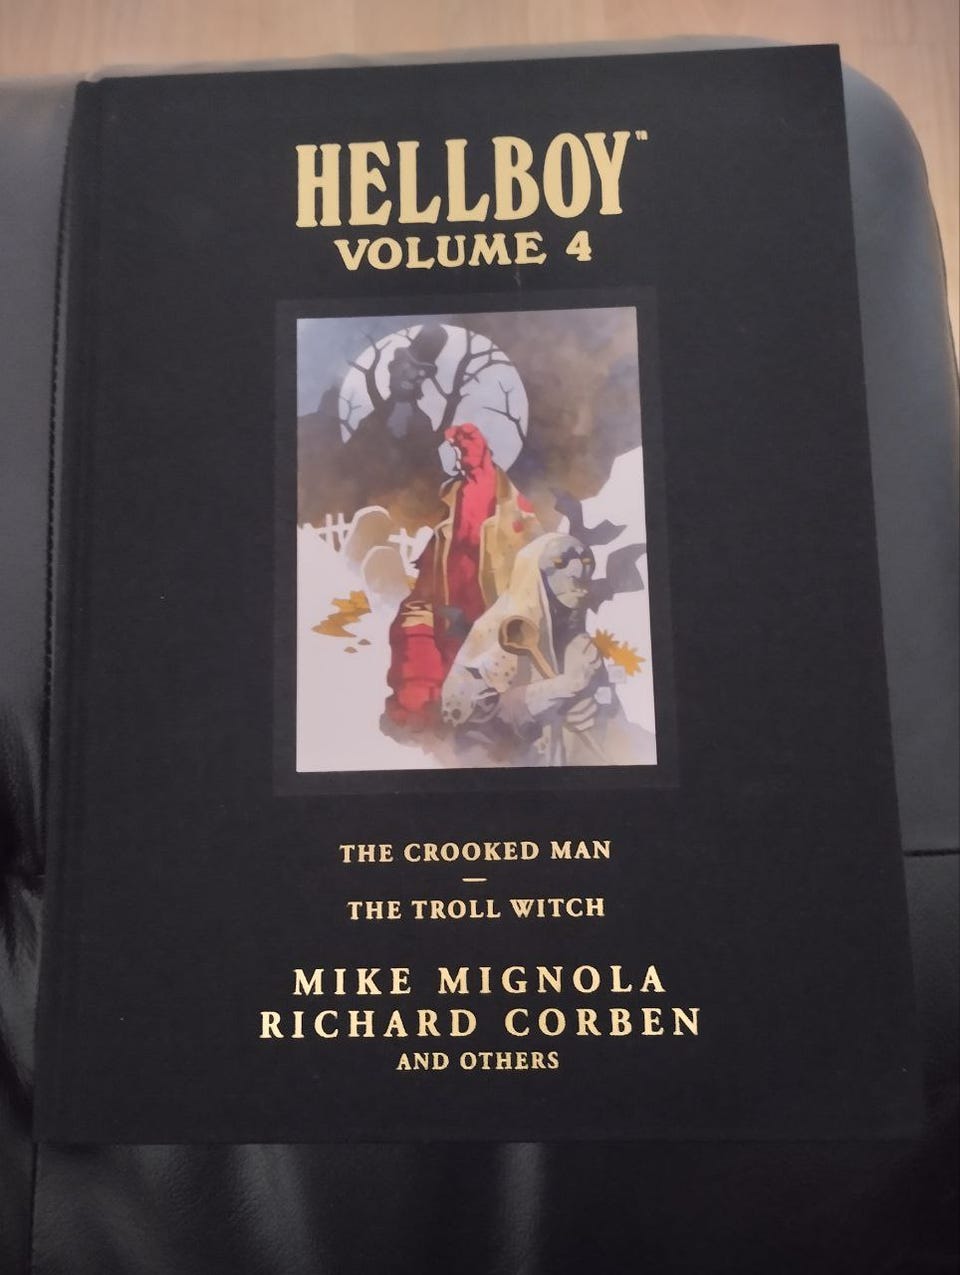 HELLBOY™
VOLUME 4
THE CROOKED MAN
—
THE TROLL WITCH
MIKE MIGNOLA
RICHARD CORBEN
AND OTHERS